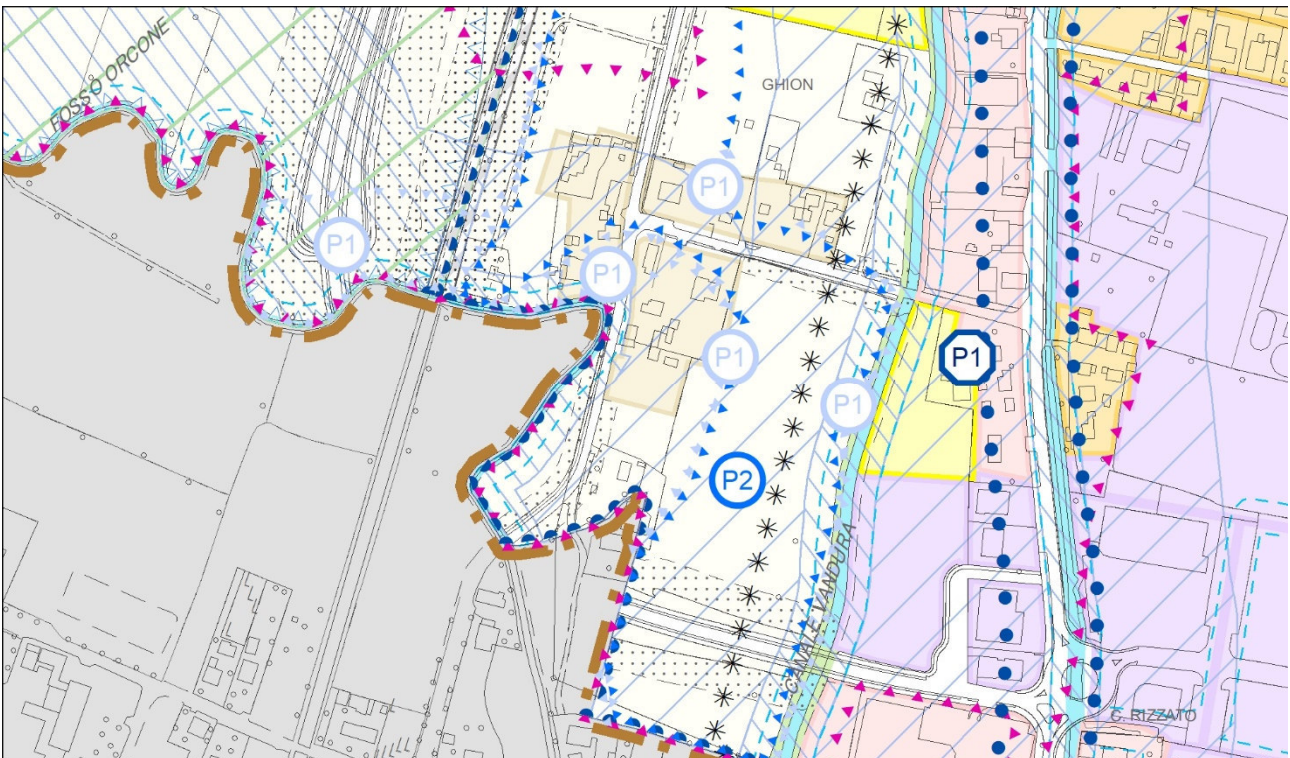 FOSSO ORCONE
GHION
P1
P1
P1
P1
P1
P1
P2
CANALE VANDURA
C. RIZZATO